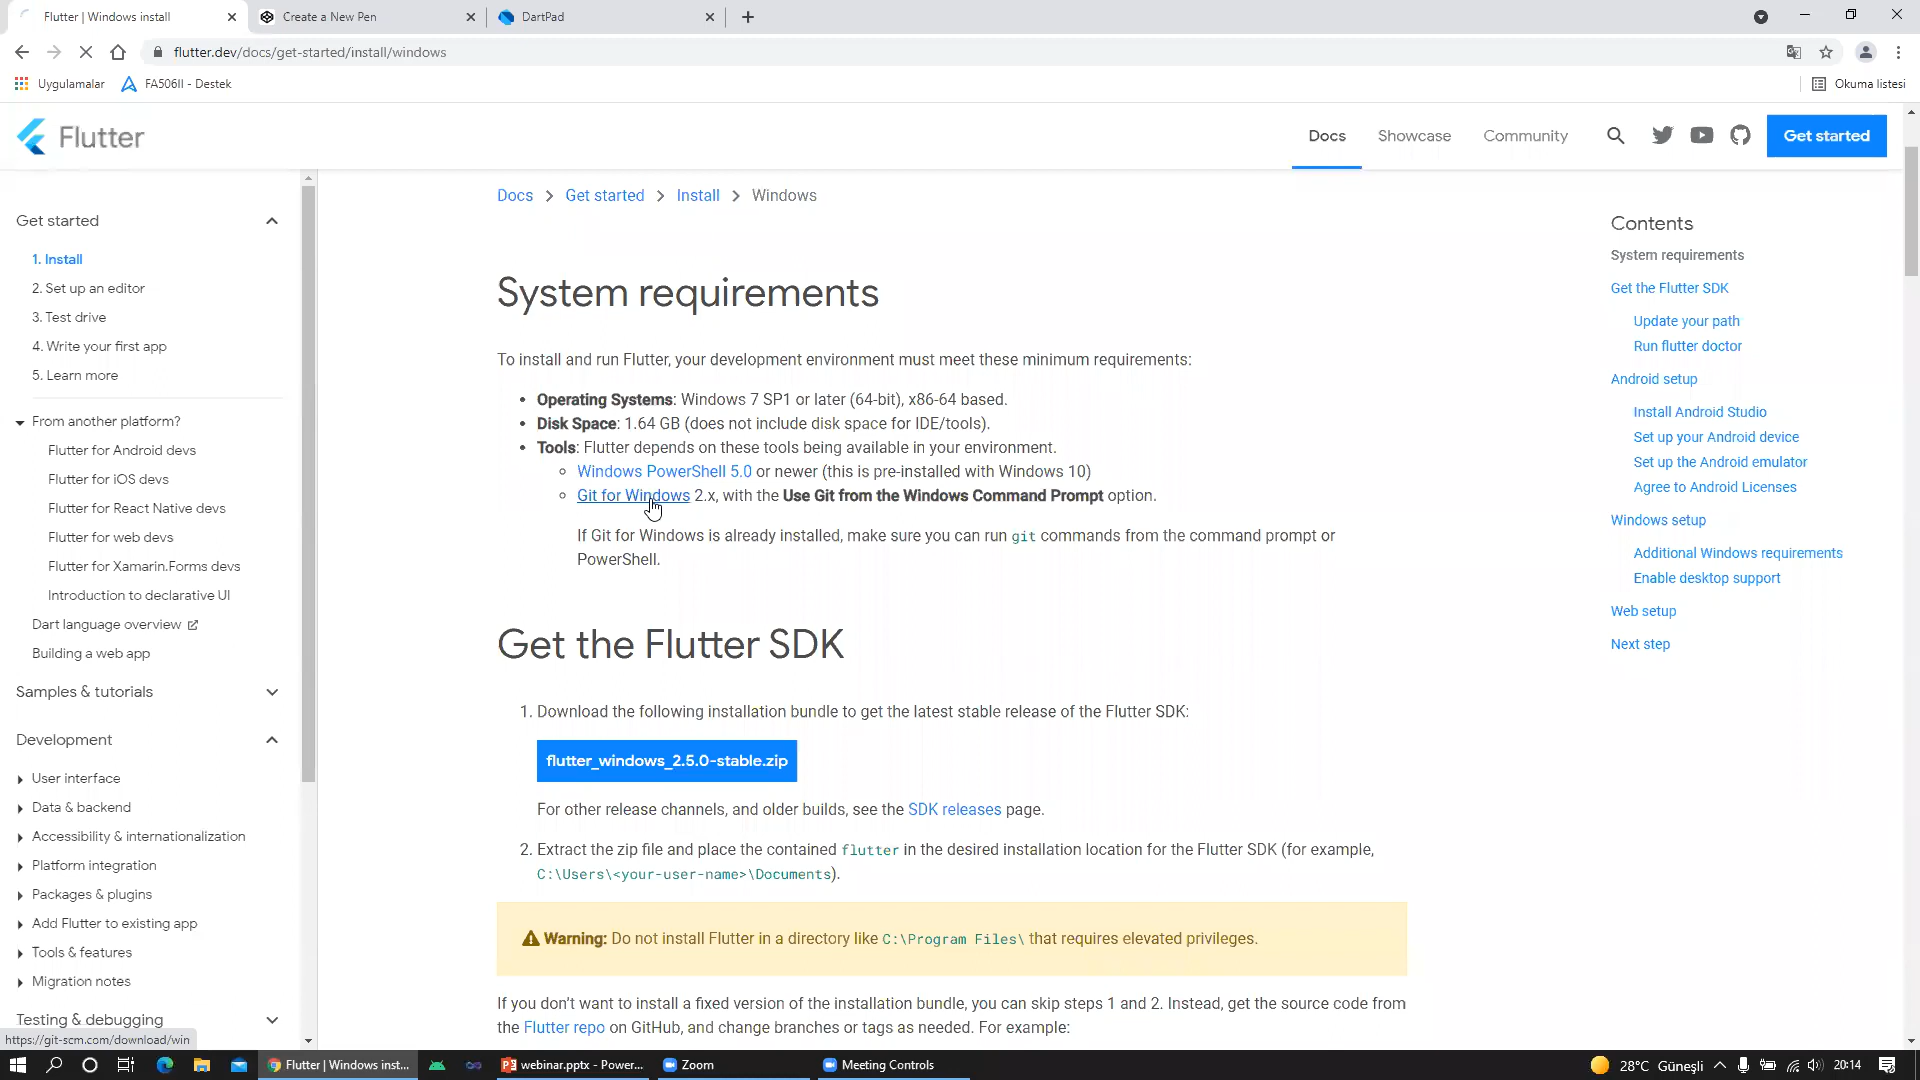 Flutter | Windows install
Create a New Pen
DartPad
flutter.dev/docs/get-started/install/windows
Uygulamalar
FA506II - Destek
Okuma listesi
Flutter
Docs
Showcase
Community
Get started
Get started
1. Install
2. Set up an editor
3. Test drive
4. Write your first app
5. Learn more
From another platform?
Flutter for Android devs
Flutter for iOS devs
Flutter for React Native devs
Flutter for web devs
Flutter for Xamarin.Forms devs
Introduction to declarative UI
Dart language overview
Building a web app
Samples & tutorials
Development
User interface
Data & backend
Accessibility & internationalization
Platform integration
Packages & plugins
Add Flutter to existing app
Tools & features
Migration notes
Testing & debugging
https://git-scm.com/download/win
Docs > Get started > Install > Windows
System requirements
To install and run Flutter, your development environment must meet these minimum requirements:
• Operating Systems: Windows 7 SP1 or later (64-bit), x86-64 based.
• Disk Space: 1.64 GB (does not include disk space for IDE/tools).
• Tools: Flutter depends on these tools being available in your environment.
Windows PowerShell 5.0 or newer (this is pre-installed with Windows 10)
Git for Windows 2.x, with the Use Git from the Windows Command Prompt option.
If Git for Windows is already installed, make sure you can run git commands from the command prompt or
PowerShell.
Get the Flutter SDK
1. Download the following installation bundle to get the latest stable release of the Flutter SDK:
flutter_windows_2.5.0-stable.zip
For other release channels, and older builds, see the SDK releases page.
2. Extract the zip file and place the contained flutter in the desired installation location for the Flutter SDK (for example,
C:\Users\<your-user-name>\Documents).
Warning: Do not install Flutter in a directory like C:\Program Files\ that requires elevated privileges.
If you don't want to install a fixed version of the installation bundle, you can skip steps 1 and 2. Instead, get the source code from
the Flutter repo on GitHub, and change branches or tags as needed. For example:
Contents
System requirements
Get the Flutter SDK
Update your path
Run flutter doctor
Android setup
Install Android Studio
Set up your Android device
Set up the Android emulator
Agree to Android Licenses
Windows setup
Additional Windows requirements
Enable desktop support
Web setup
Next step
Flutter | Windows inst...
webinar.pptx - Power...
Zoom
Meeting Controls
28°C Güneşli
20:14